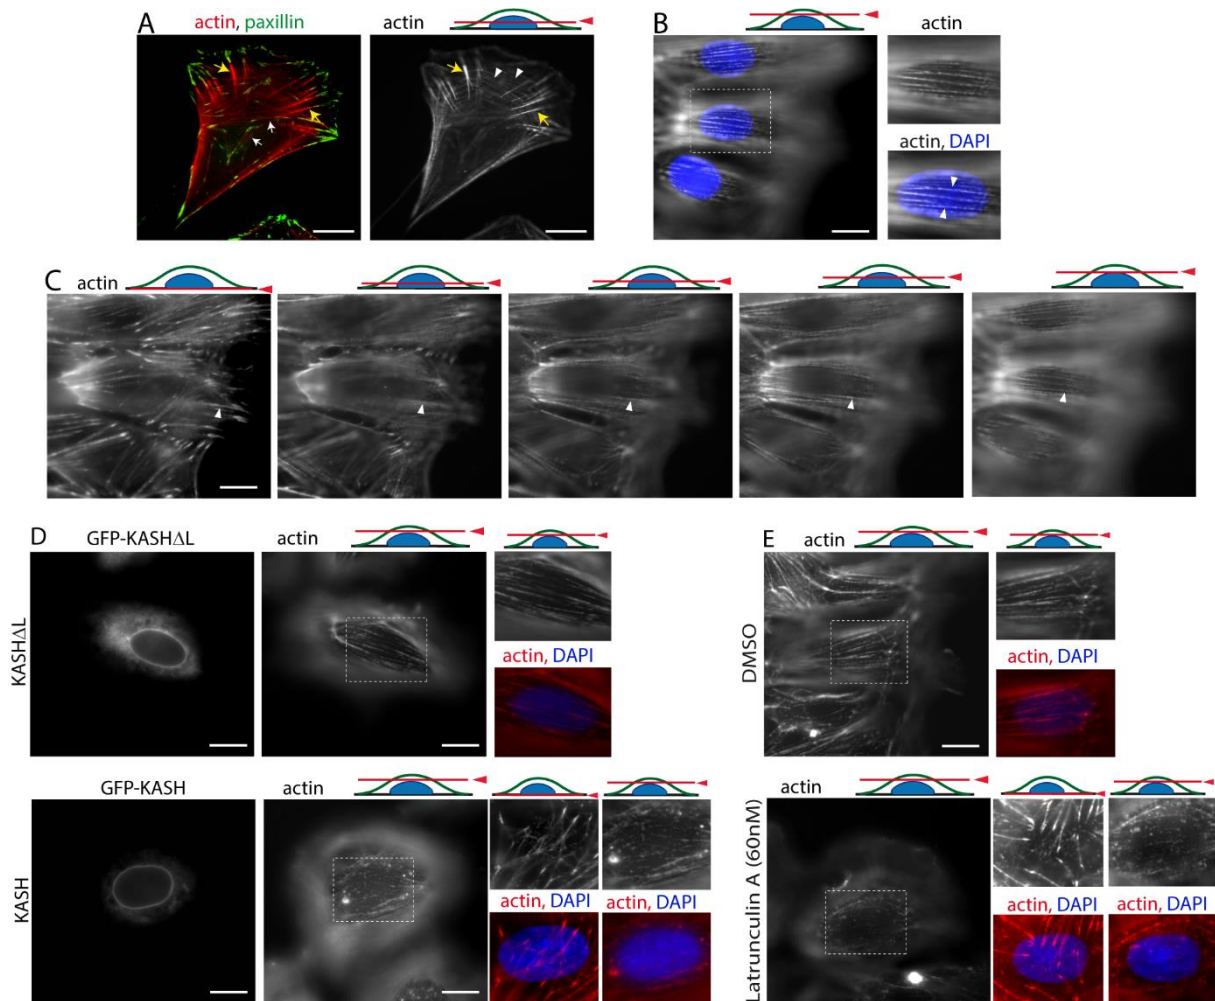 A
actin, paxillin
actin
B
actin
actin, DAPI
C
actin
D
GFP-KASHΔL
actin
KASHΔL
actin, DAPI
E
actin
DMSO
actin, DAPI
GFP-KASH
actin
KASH
actin, DAPI
actin, DAPI
actin
Latrunculin A (60nM)
actin, DAPI
actin, DAPI